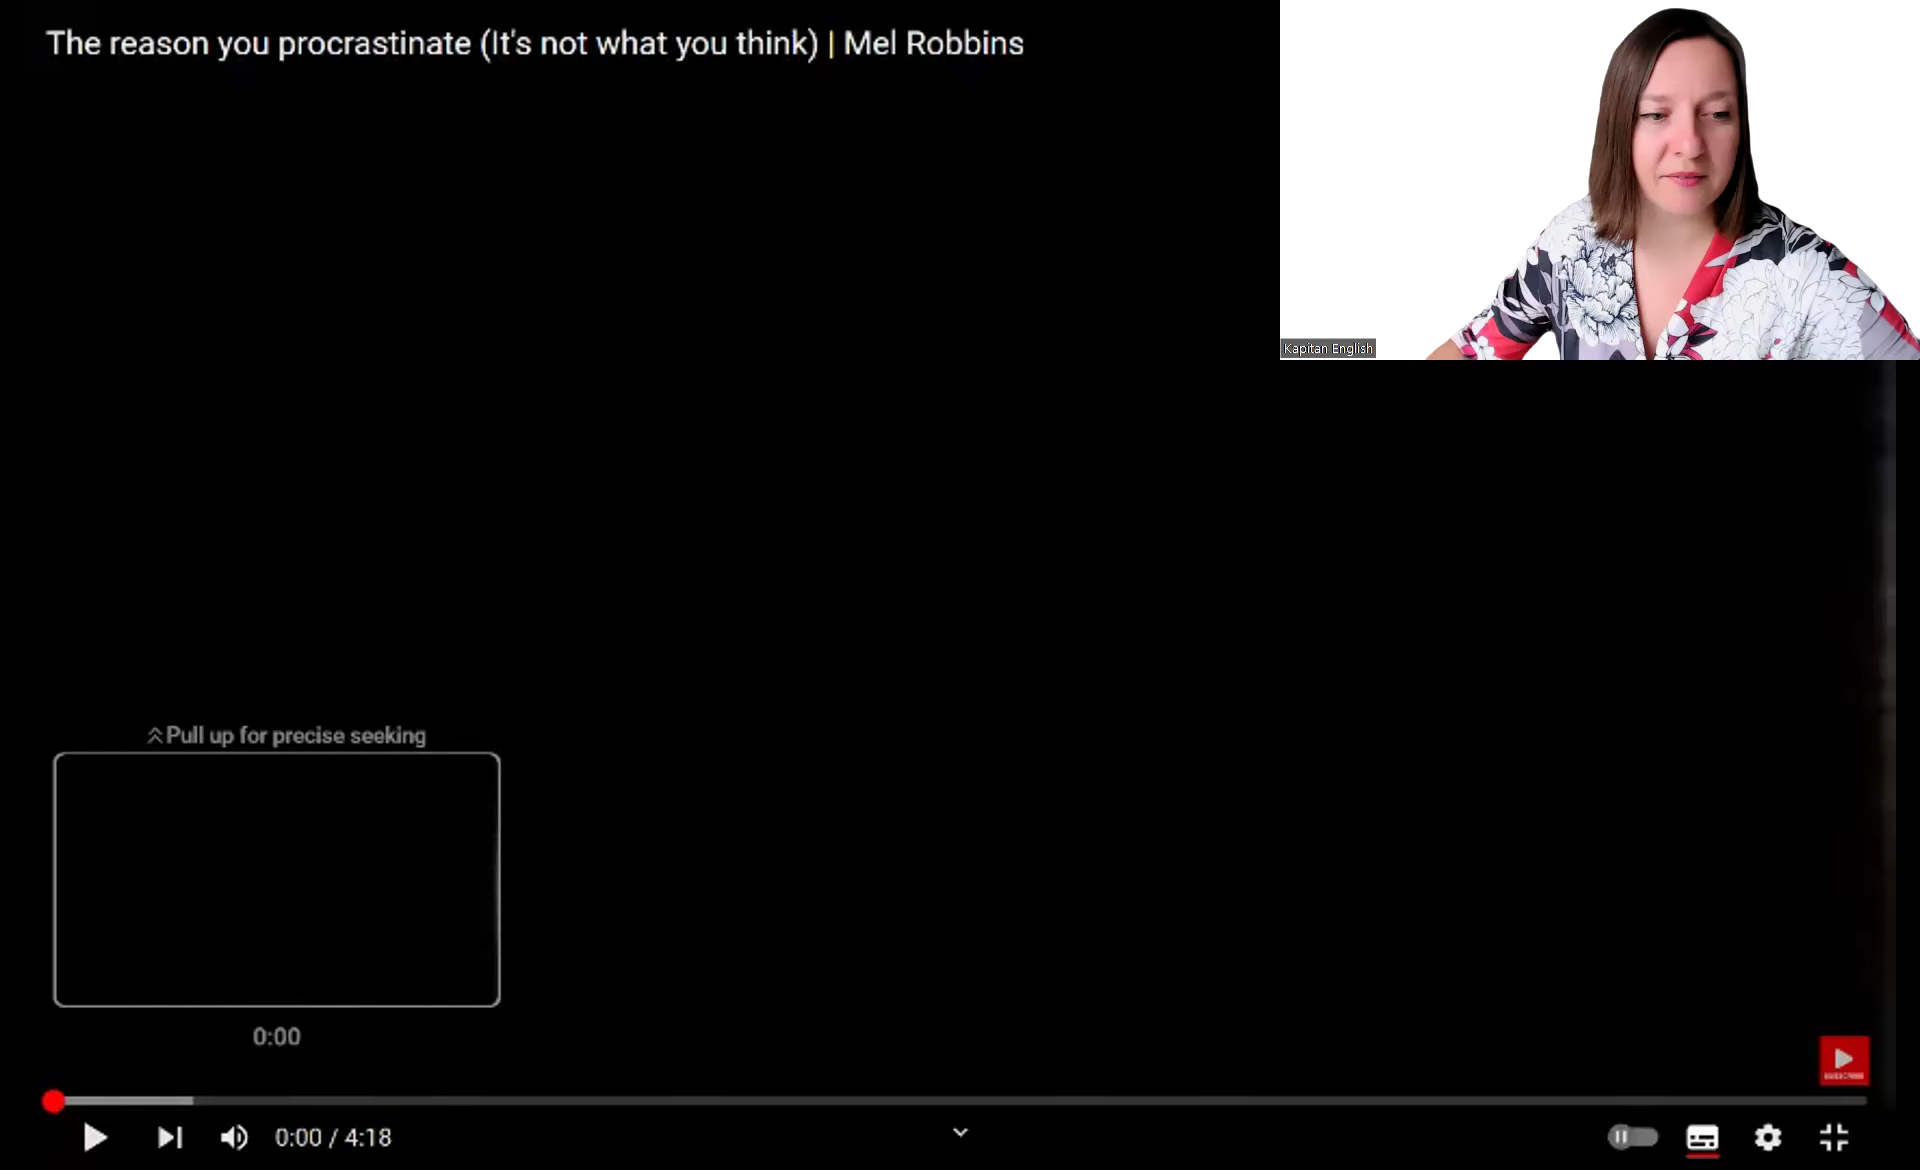 The reason you procrastinate (It's not what you think) | Mel Robbins
Kapitan English
Pull up for precise seeking
0:00
SUBSCRIBE
0:00 / 4:18